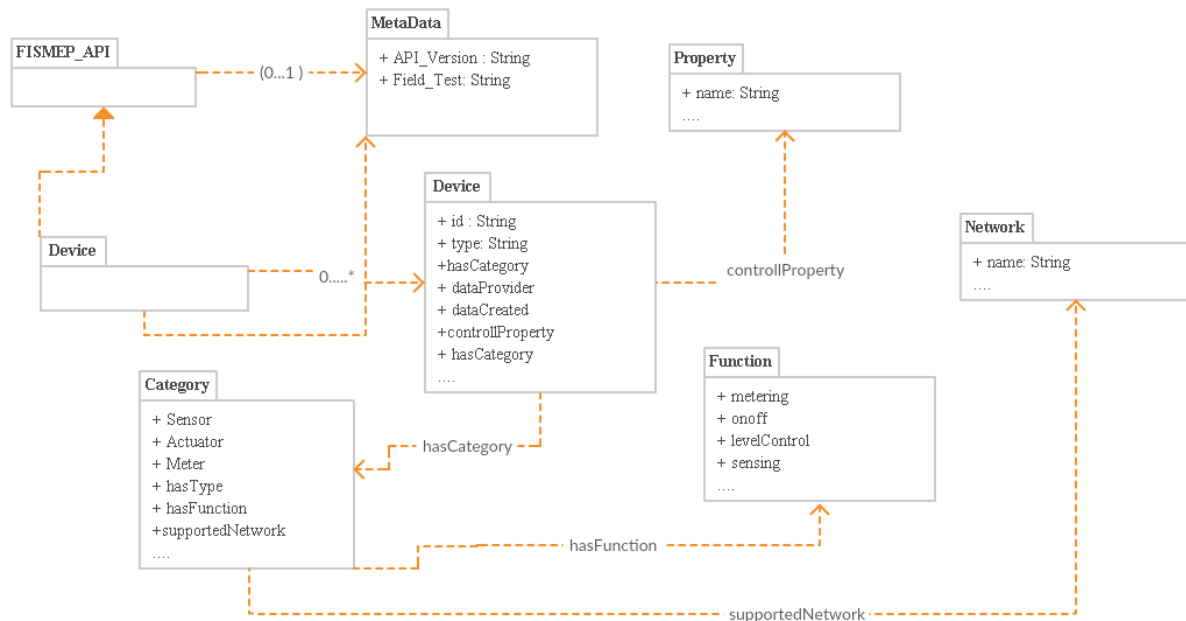 FISMEP_API
(0...1 )
MetaData
+ API_Version : String
+ Field_Test: String
Property
+ name: String
....
Device
0.....*
Device
+ id : String
+ type: String
+hasCategory
+ dataProvider
+ dataCreated
+controllProperty
+ hasCategory
....
controllProperty
Network
+ name: String
....
Category
+ Sensor
+ Actuator
+ Meter
+ hasType
+ hasFunction
+supportedNetwork
....
hasCategory
Function
+ metering
+ onoff
+ levelControl
+ sensing
....
hasFunction
supportedNetwork